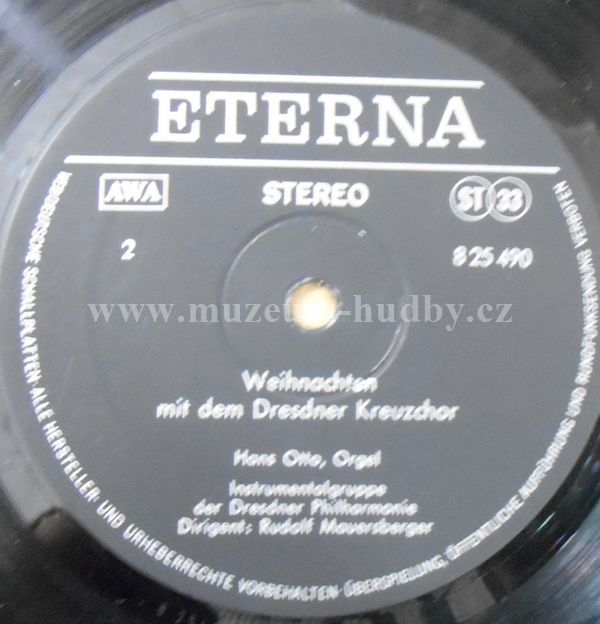 ETERNA
AWA STEREO ST 33
2 8 25 490
www.muzeum-hudby.cz
Weihnachten
mit dem Dresdner Kreuzchor
Hans Otto, Orgel
Instrumentalgruppe
der Dresdner Philharmonie
Dirigent: Rudolf Mauersberger
DEUTSCHE SCHALLPLATTEN · ALLE HERSTELLER- UND URHEBERRECHTE VORBEHALTEN · ÜBERSPIELUNG, ÖFFENTLICHE AUFFÜHRUNG UND RUNDFUNKSENDUNG VERBOTEN